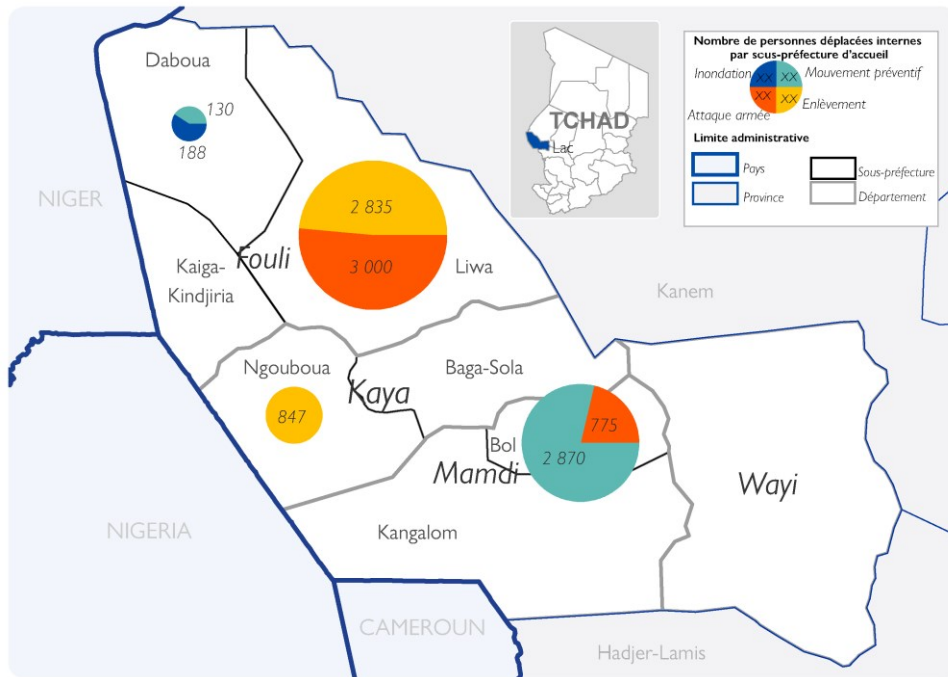 Daboua
130
188
NIGER
2 835
3 000
Fouli
Liwa
Kaiga-
Kindjiria
TCHAD
Lac
Nombre de personnes déplacées internes
par sous-préfecture d'accueil
Inondation
Mouvement préventif
XX XX
XX XX
Attaque armée
Enlèvement
Limite administrative
Pays
Sous-préfecture
Province
Département
Kanem
Ngouboua
847
Kaya
Baga-Sola
775
Bol
2 870
Mamdi
Wayi
Kangalom
NIGERIA
CAMEROUN
Hadjer-Lamis